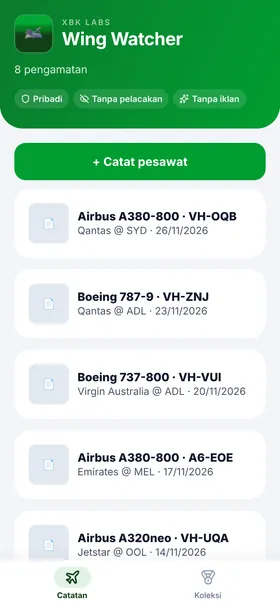 XBK LABS
Wing Watcher
8 pengamatan
Pribadi
Tanpa pelacakan
Tanpa iklan
+ Catat pesawat
Airbus A380-800 · VH-OQB
Qantas @ SYD · 26/11/2026
Boeing 787-9 · VH-ZNJ
Qantas @ ADL · 23/11/2026
Boeing 737-800 · VH-VUI
Virgin Australia @ ADL · 20/11/2026
Airbus A380-800 · A6-EOE
Emirates @ MEL · 17/11/2026
Airbus A320neo · VH-UQA
Jetstar @ OOL · 14/11/2026
Catatan
Koleksi